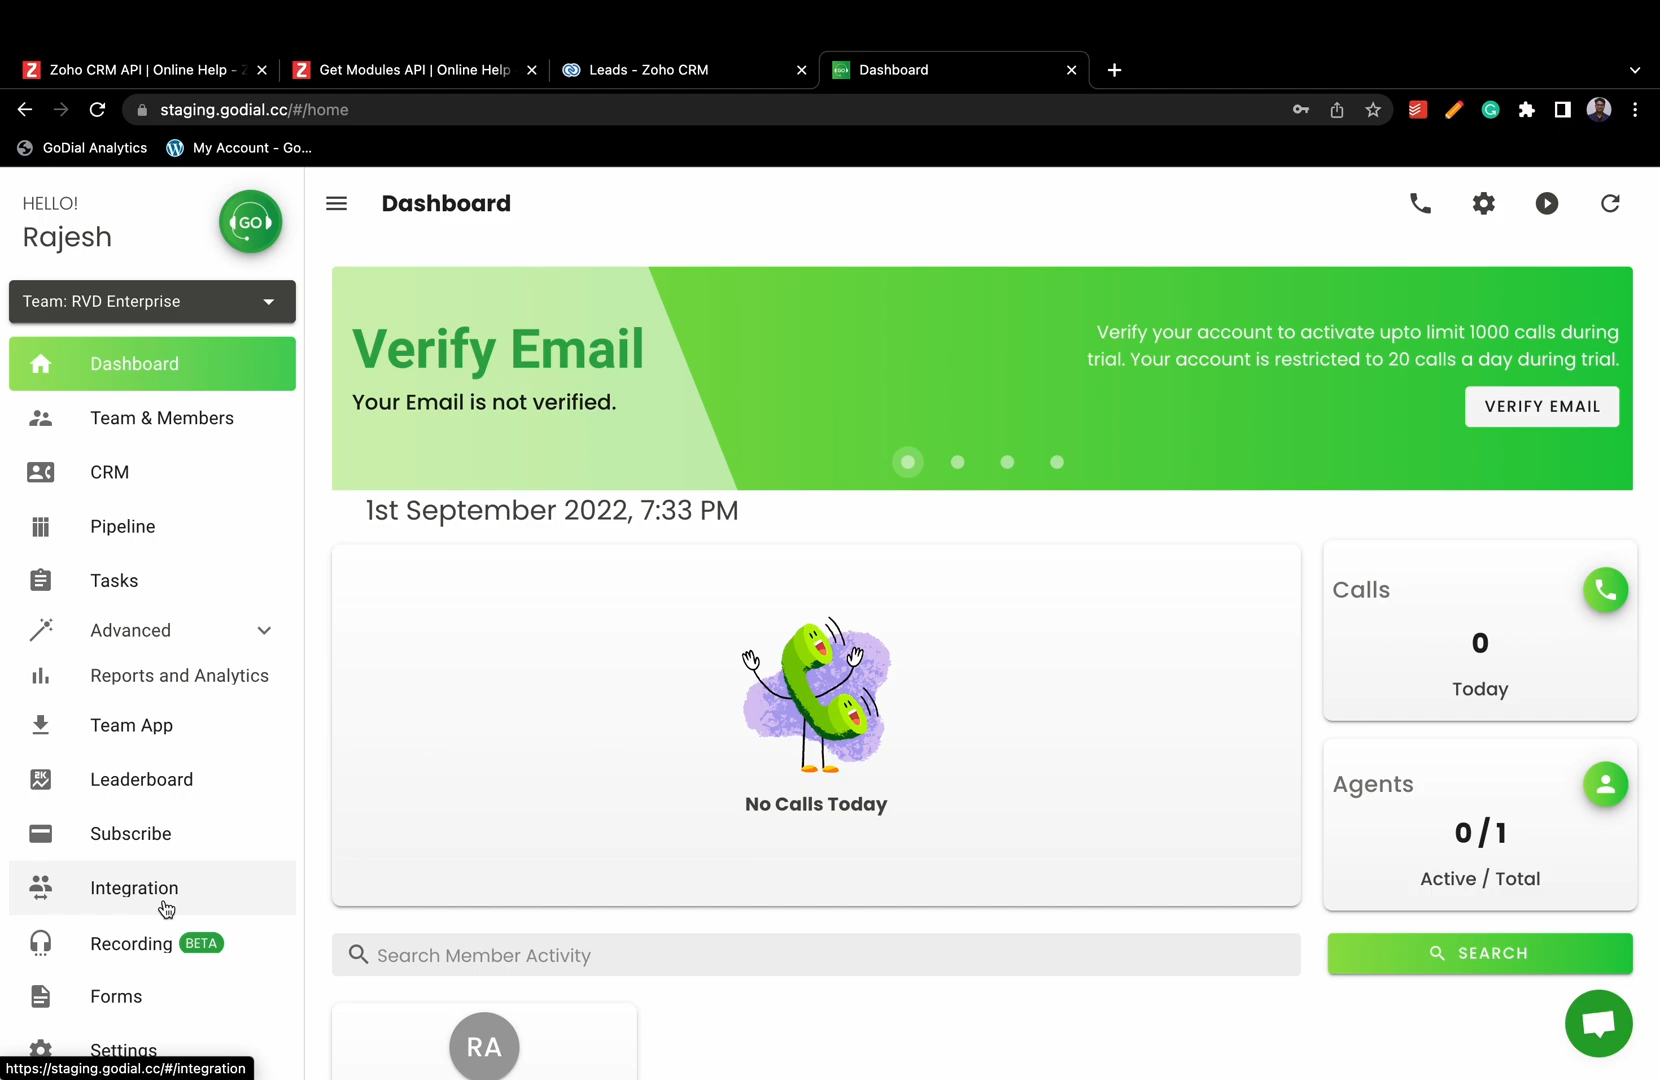 Zoho CRM API | Online Help - Z
Get Modules API | Online Help
Leads - Zoho CRM
Dashboard
staging.godial.cc/#/home
GoDial Analytics
My Account - Go...
HELLO!
Rajesh
GO
Dashboard
Team: RVD Enterprise
Dashboard
Team & Members
CRM
Pipeline
Tasks
Advanced
Reports and Analytics
Team App
Leaderboard
Subscribe
Integration
Recording BETA
Forms
Settings
https://staging.godial.cc/#/integration
Verify Email
Your Email is not verified.
Verify your account to activate upto limit 1000 calls during
trial. Your account is restricted to 20 calls a day during trial.
VERIFY EMAIL
1st September 2022, 7:33 PM
No Calls Today
Calls
0
Today
Agents
0 / 1
Active / Total
Search Member Activity
SEARCH
RA